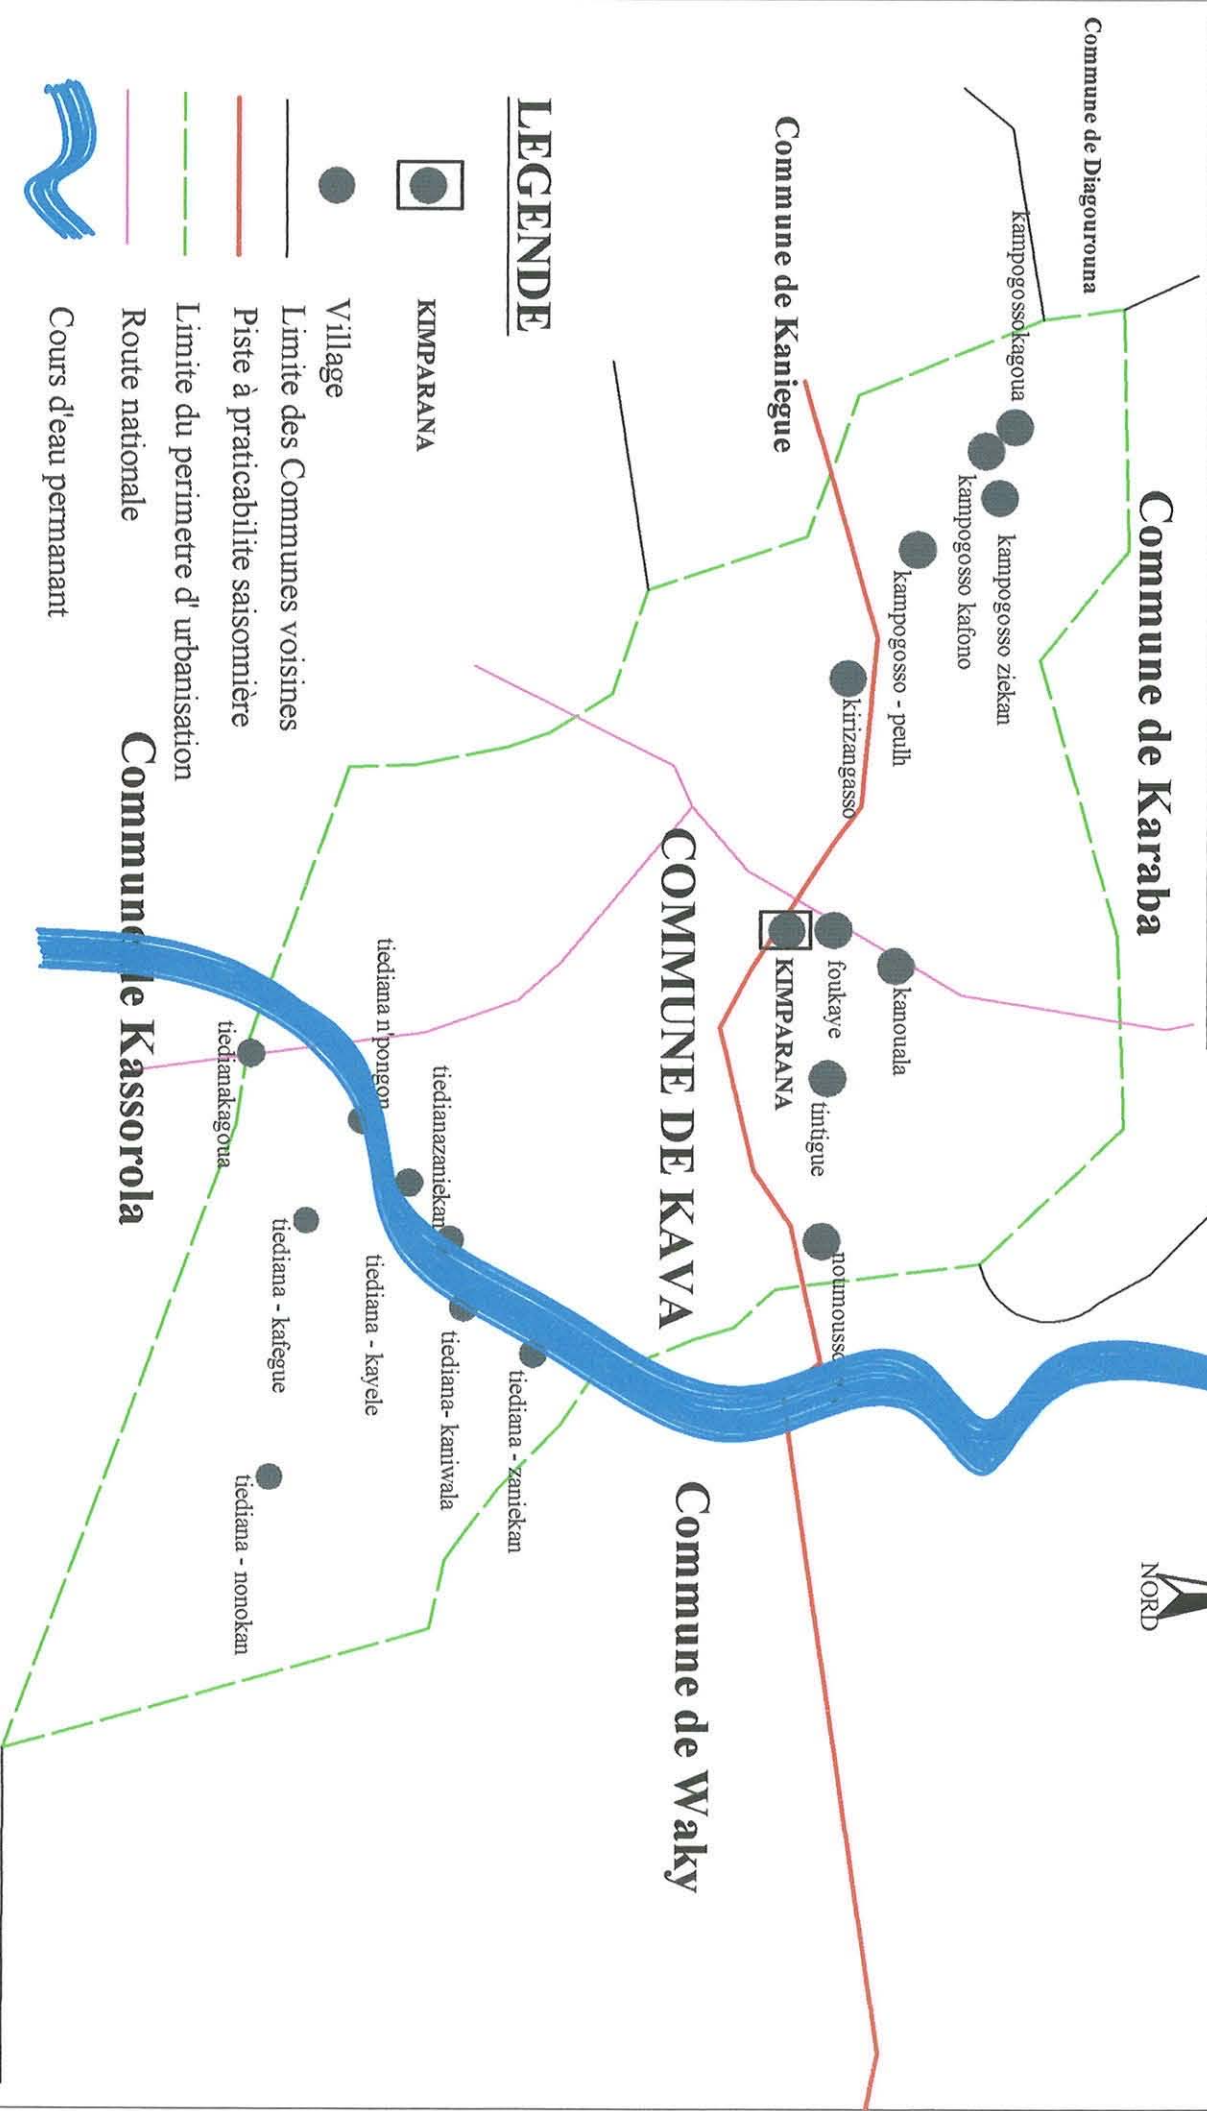 Commune de Diagourouna
Commune de Karaba
NORD
kampogossokagoua
kampogosso ziekan
kampogosso kafono
kampogosso - peulh
Commune de Kaniegue
kirizangasso
kanouala
foukaye
KIMPARANA
tintigue
noumousso
COMMUNE DE KAVA
Commune de Waky
tiediana - zaniekan
tiedianazaniekan
tiediana- kaniwala
tiediana n'pongon
tiediana - kayele
tiediana - kafegue
tiedianakagoua
tiediana - nonokan
Commune de Kassorola
LEGENDE
KIMPARANA
Village
Limite des Communes voisines
Piste à praticabilite saisonnière
Limite du perimetre d' urbanisation
Route nationale
Cours d'eau permanant